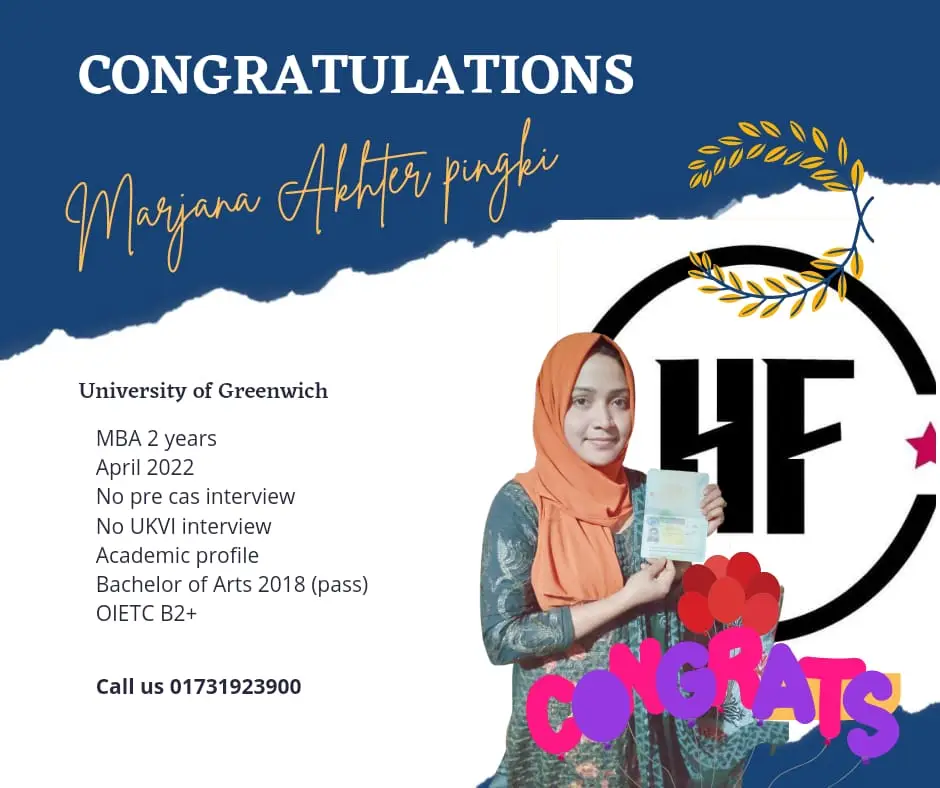 CONGRATULATIONS
Marjana Akhter pingki
HF
University of Greenwich
MBA 2 years
April 2022
No pre cas interview
No UKVI interview
Academic profile
Bachelor of Arts 2018 (pass)
OIETC B2+
Call us 01731923900
CONGRATS